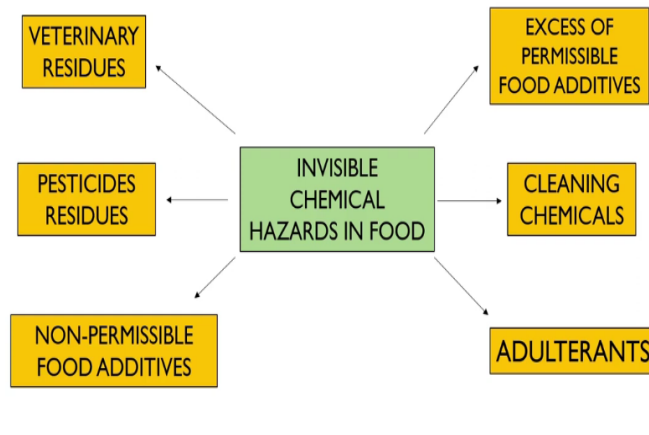 VETERINARY
RESIDUES
EXCESS OF
PERMISSIBLE
FOOD ADDITIVES
INVISIBLE
CHEMICAL
HAZARDS IN FOOD
PESTICIDES
RESIDUES
CLEANING
CHEMICALS
NON-PERMISSIBLE
FOOD ADDITIVES
ADULTERANTS